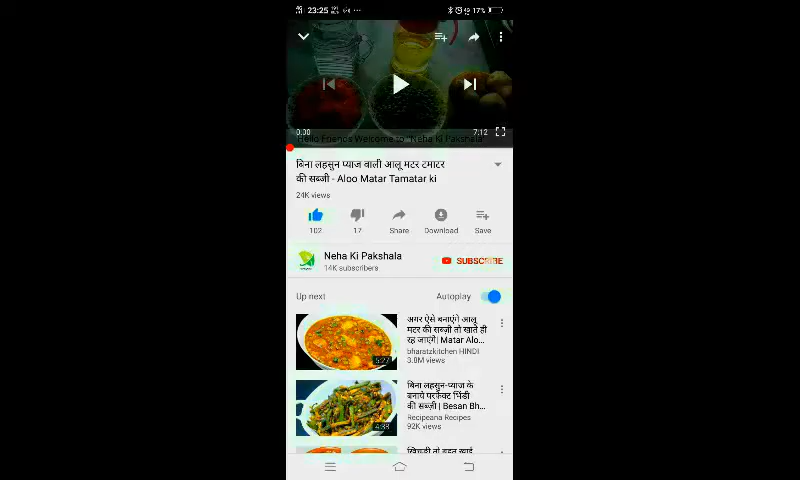 23:25
17%
0:00
7:12
Hello Friends Welcome to "Neha Ki Pakshala"
बिना लहसुन प्याज वाली आलू मटर टमाटर
की सब्जी - Aloo Matar Tamatar ki
24K views
102
17
Share
Download
Save
Neha Ki Pakshala
14K subscribers
SUBSCRIBE
Up next
Autoplay
अगर ऐसे बनाएंगे आलू
मटर की सब्ज़ी तो खाते ही
रह जाएंगे| Matar Alo...
bharatzkitchen HINDI
3.8M views
5:27
बिना लहसुन-प्याज के
बनाये परफेक्ट भिंडी
की सब्ज़ी | Besan Bh...
Recipeana Recipes
92K views
4:38